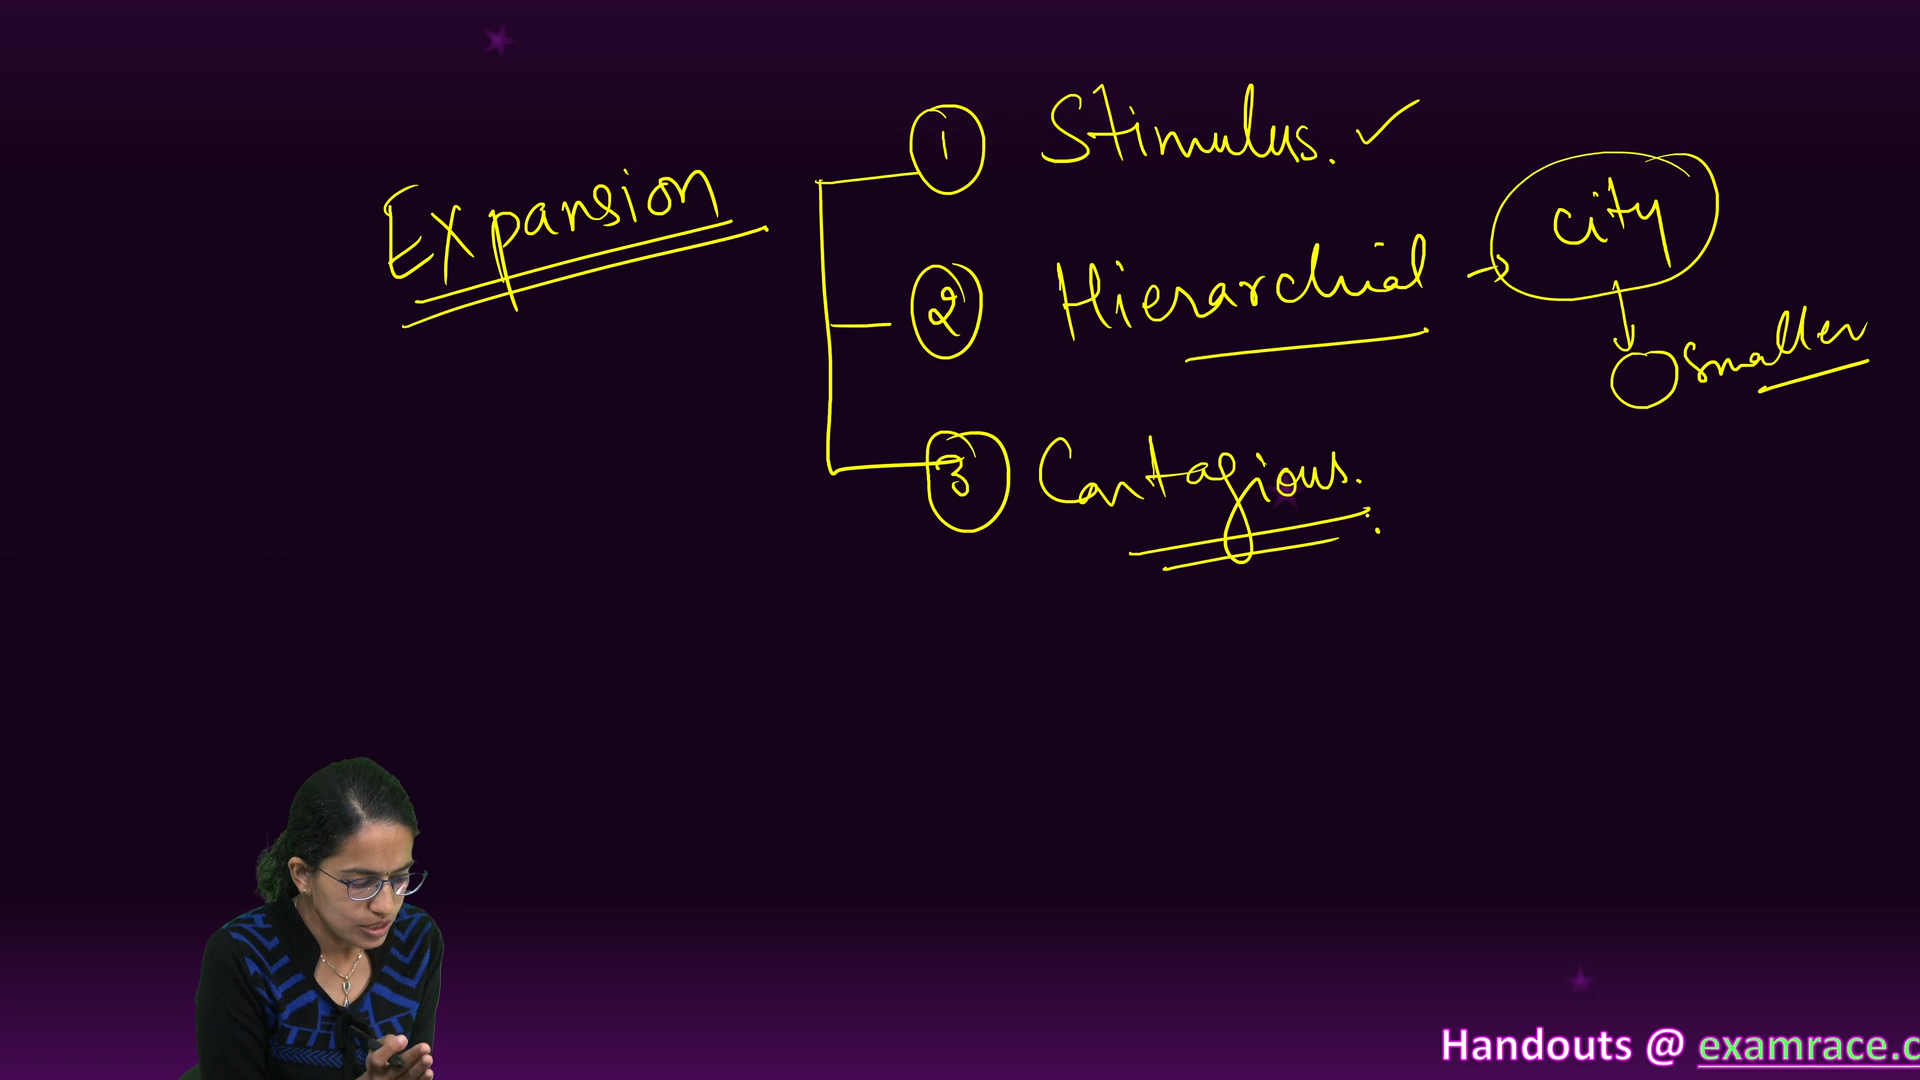 Expansion
1 Stimulus. ✓
2 Hierarchial → city
↓
smaller
3 Contagious.
Handouts @ examrace.c